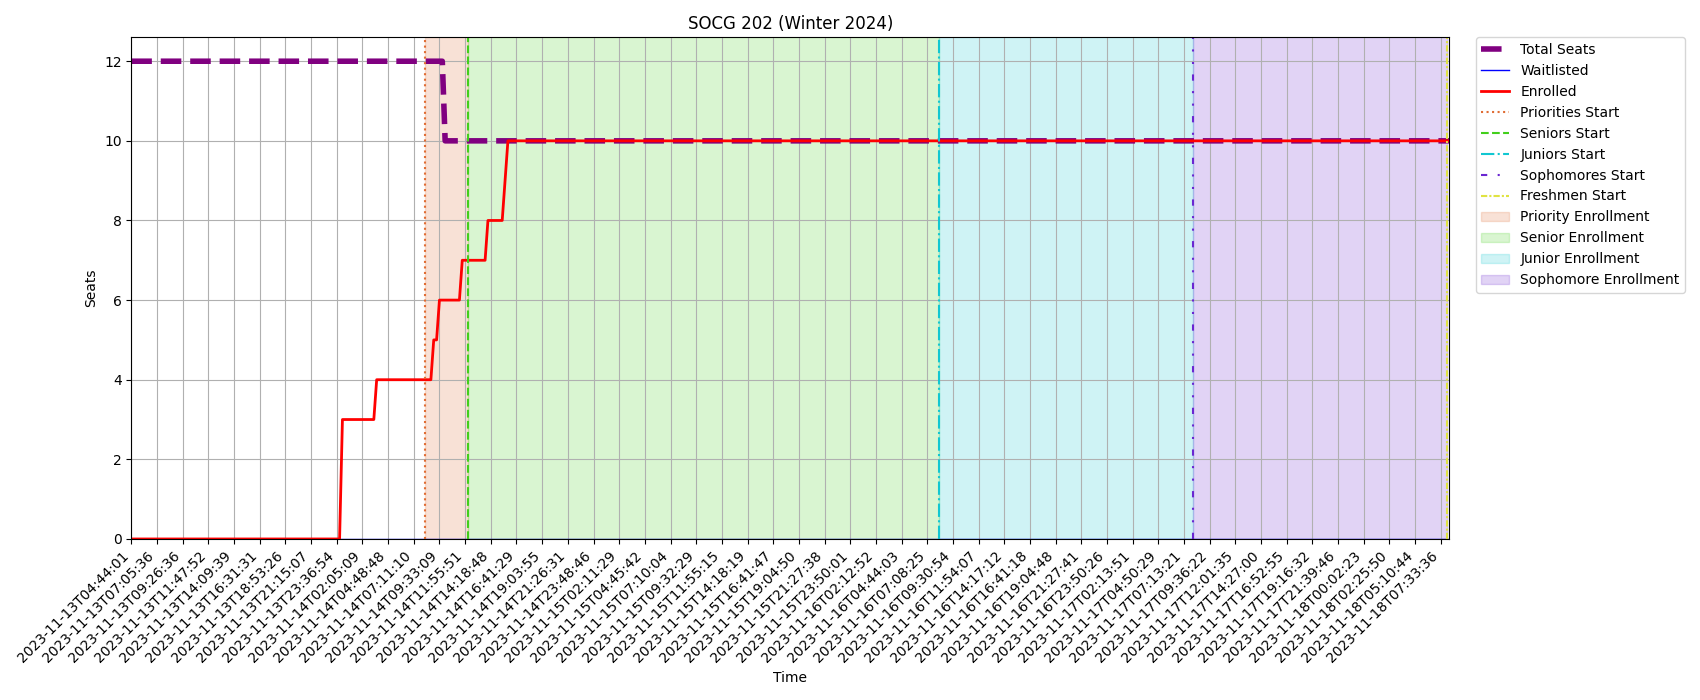 SOCG 202 (Winter 2024)
Seats
12
10
8
6
4
2
0
2023-11-13T04:44:01
2023-11-13T07:05:36
2023-11-13T09:26:36
2023-11-13T11:47:52
2023-11-13T14:09:39
2023-11-13T16:31:31
2023-11-13T18:53:26
2023-11-13T21:15:07
2023-11-13T23:36:54
2023-11-14T02:05:09
2023-11-14T04:48:48
2023-11-14T07:11:10
2023-11-14T09:33:09
2023-11-14T11:55:51
2023-11-14T14:18:48
2023-11-14T16:41:29
2023-11-14T19:03:55
2023-11-14T21:26:31
2023-11-14T23:48:46
2023-11-15T02:11:29
2023-11-15T04:45:42
2023-11-15T07:10:04
2023-11-15T09:32:29
2023-11-15T11:55:15
2023-11-15T14:18:19
2023-11-15T16:41:47
2023-11-15T19:04:50
2023-11-15T21:27:38
2023-11-15T23:50:01
2023-11-16T02:12:52
2023-11-16T04:44:03
2023-11-16T07:08:25
2023-11-16T09:30:54
2023-11-16T11:54:07
2023-11-16T14:17:12
2023-11-16T16:41:18
2023-11-16T19:04:48
2023-11-16T21:27:41
2023-11-16T23:50:26
2023-11-17T02:13:51
2023-11-17T04:50:29
2023-11-17T07:13:21
2023-11-17T09:36:22
2023-11-17T12:01:35
2023-11-17T14:27:00
2023-11-17T16:52:55
2023-11-17T19:16:32
2023-11-17T21:39:46
2023-11-18T00:02:23
2023-11-18T02:25:50
2023-11-18T05:10:44
2023-11-18T07:33:36
Time
Total Seats
Waitlisted
Enrolled
Priorities Start
Seniors Start
Juniors Start
Sophomores Start
Freshmen Start
Priority Enrollment
Senior Enrollment
Junior Enrollment
Sophomore Enrollment